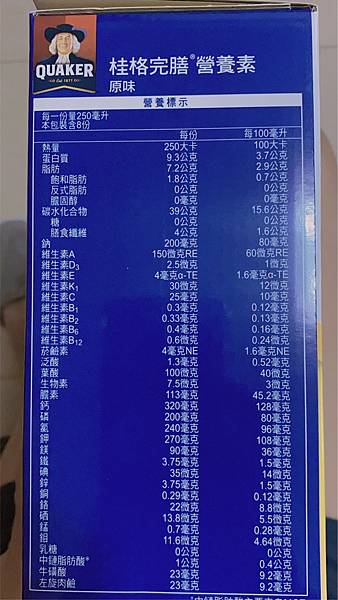 QUAKER
Est. 1877
桂格完膳®營養素
原味
營養標示
每一份量250毫升
本包裝含8份
每份 每100毫升
熱量 250大卡 100大卡
蛋白質 9.3公克 3.7公克
脂肪 7.2公克 2.9公克
飽和脂肪 1.8公克 0.7公克
反式脂肪 0公克 0公克
膽固醇 0毫克 0毫克
碳水化合物 39公克 15.6公克
糖 0公克 0公克
膳食纖維 4公克 1.6公克
鈉 200毫克 80毫克
維生素A 150微克RE 60微克RE
維生素D3 2.5微克 1微克
維生素E 4毫克α-TE 1.6毫克α-TE
維生素K1 30微克 12微克
維生素C 25毫克 10毫克
維生素B1 0.3毫克 0.12毫克
維生素B2 0.33毫克 0.13毫克
維生素B6 0.4毫克 0.16毫克
維生素B12 0.6微克 0.24微克
菸鹼素 4毫克NE 1.6毫克NE
泛酸 1.3毫克 0.52毫克
葉酸 100微克 40微克
生物素 7.5微克 3微克
膽素 113毫克 45.2毫克
鈣 320毫克 128毫克
磷 200毫克 80毫克
氯 240毫克 96毫克
鉀 270毫克 108毫克
鎂 90毫克 36毫克
鐵 3.75毫克 1.5毫克
碘 35微克 14微克
鋅 3.75毫克 1.5毫克
銅 0.29毫克 0.12毫克
鉻 22微克 8.8微克
硒 13.8微克 5.5微克
錳 0.7毫克 0.28毫克
鉬 11.6微克 4.64微克
乳糖 0公克 0公克
中鏈脂肪酸* 1公克 0.4公克
牛磺酸 23毫克 9.2毫克
左旋肉鹼 23毫克 9.2毫克